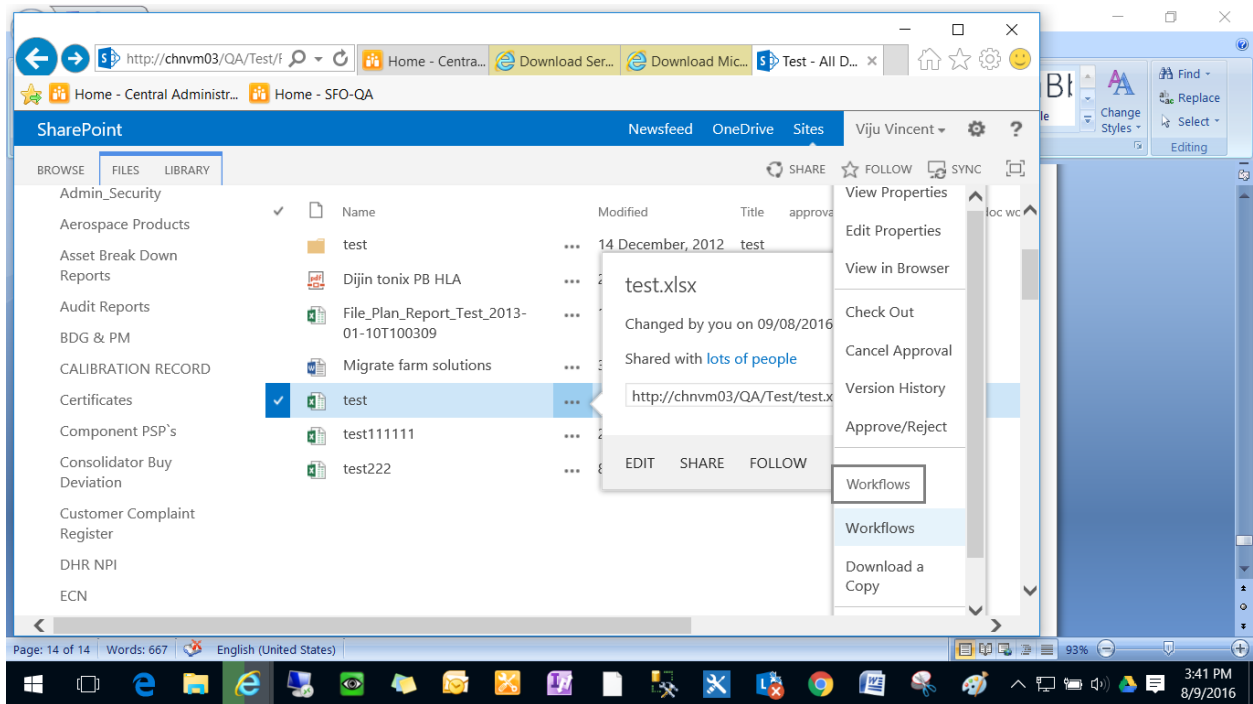 http://chnvm03/QA/Test/F
Home - Centra...
Download Ser...
Download Mic...
Test - All D...
Home - Central Administr...
Home - SFO-QA
SharePoint
Newsfeed
OneDrive
Sites
Viju Vincent
?
BROWSE
FILES
LIBRARY
SHARE
FOLLOW
SYNC
Admin_Security
Aerospace Products
Asset Break Down
Reports
Audit Reports
BDG & PM
CALIBRATION RECORD
Certificates
Component PSP`s
Consolidator Buy
Deviation
Customer Complaint
Register
DHR NPI
ECN
Name
Modified
Title
approva
test
14 December, 2012
test
Dijin tonix PB HLA
File_Plan_Report_Test_2013-
01-10T100309
Migrate farm solutions
test
test111111
test222
test.xlsx
Changed by you on 09/08/2016
Shared with lots of people
http://chnvm03/QA/Test/test.x
EDIT
SHARE
FOLLOW
View Properties
Edit Properties
View in Browser
Check Out
Cancel Approval
Version History
Approve/Reject
Workflows
Workflows
Download a
Copy
Change
Styles
Find
Replace
Select
Editing
Page: 14 of 14
Words: 667
English (United States)
93%
3:41 PM
8/9/2016